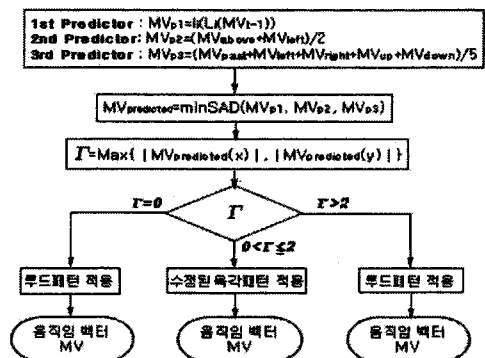 1st Predictor : MVp1=li(Li(MVt-1))
2nd Predictor: MVp2=(MVabove+MVleft)/2
3rd Predictor: MVp3=(MVpast+MVleft+MVright+MVup+MVdown)/5
MVpredicted=minSAD(MVp1, MVp2, MVp3)
Γ=Max{ |MVpredicted(x)| , |MVpredicted(y)| }
Γ=0
Γ
Γ>2
0<Γ≦2
루드패턴 적용
수정된 육각패턴 적용
루드패턴 적용
움직임 벡터
MV
움직임 벡터
MV
움직임 벡터
MV